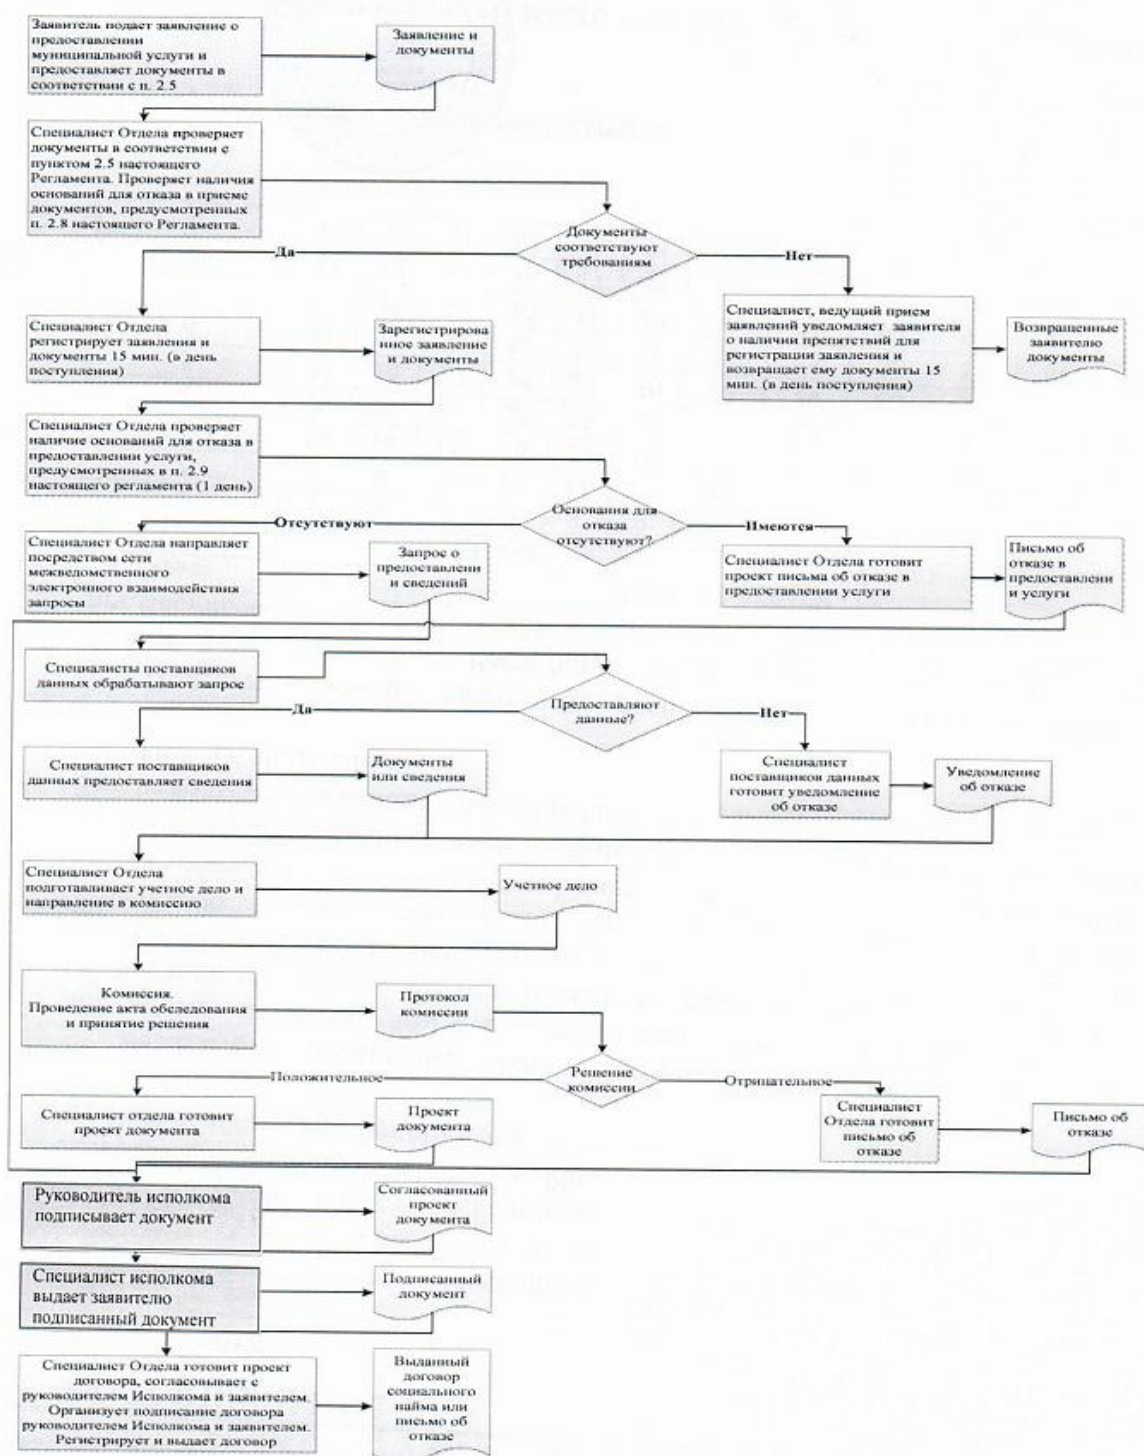 Заявитель подает заявление о
предоставлении
муниципальной услуги и
предоставляет документы в
соответствии с п. 2.5
Заявление и
документы
Специалист Отдела проверяет
документы в соответствии с
пунктом 2.5 настоящего
Регламента. Проверяет наличия
оснований для отказа в приеме
документов, предусмотренных
п. 2.8 настоящего Регламента.
Документы
соответствуют
требованиям
Да
Нет
Специалист Отдела
регистрирует заявления и
документы 15 мин. (в день
поступления)
Зарегистрирова
нное заявление
и документы
Специалист, ведущий прием
заявлений уведомляет заявителя
о наличии препятствий для
регистрации заявления и
возвращает ему документы 15
мин. (в день поступления)
Возвращенные
заявителю
документы
Специалист Отдела проверяет
наличие оснований для отказа в
предоставлении услуги,
предусмотренных в п. 2.9
настоящего регламента (1 день)
Основания для
отказа
отсутствуют?
Отсутствуют
Имеются
Специалист Отдела направляет
посредством сети
межведомственного
электронного взаимодействия
запросы
Запрос о
предоставлени
и сведений
Специалист Отдела готовит
проект письма об отказе в
предоставлении услуги
Письмо об
отказе в
предоставлени
и услуги
Специалисты поставщиков
данных обрабатывают запрос
Предоставляют
данные?
Да
Нет
Специалист поставщиков
данных предоставляет сведения
Документы
или сведения
Специалист
поставщиков данных
готовит уведомление
об отказе
Уведомление
об отказе
Специалист Отдела
подготавливает учетное дело и
направление в комиссию
Учетное дело
Комиссия.
Проведение акта обследования
и принятие решения
Протокол
комиссии
Решение
комиссии
Положительное
Отрицательное
Специалист отдела готовит
проект документа
Проект
документа
Специалист
Отдела готовит
письмо об
отказе
Письмо об
отказе
Руководитель исполкома
подписывает документ
Согласованный
проект
документа
Специалист исполкома
выдает заявителю
подписанный документ
Подписанный
документ
Специалист Отдела готовит проект
договора, согласовывает с
руководителем Исполкома и заявителем.
Организует подписание договора
руководителем Исполкома и заявителем.
Регистрирует и выдает договор
Выданный
договор
социального
найма или
письмо об
отказе